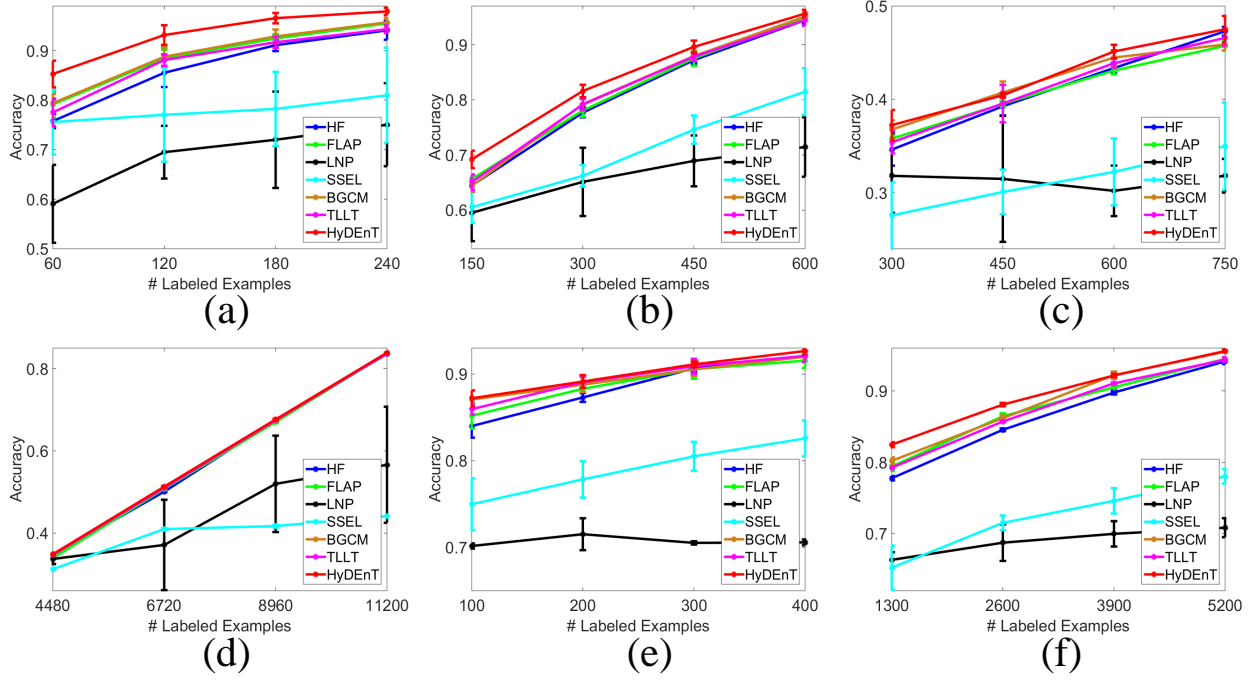 0.9
0.8
0.7
0.6
0.5
Accuracy
60 120 180 240
# Labeled Examples
HF
FLAP
LNP
SSEL
BGCM
TLLT
HyDEnT
(a)
0.9
0.8
0.7
0.6
Accuracy
150 300 450 600
# Labeled Examples
HF
FLAP
LNP
SSEL
BGCM
TLLT
HyDEnT
(b)
0.5
0.4
0.3
Accuracy
300 450 600 750
# Labeled Examples
HF
FLAP
LNP
SSEL
BGCM
TLLT
HyDEnT
(c)
0.8
0.6
0.4
Accuracy
4480 6720 8960 11200
# Labeled Examples
HF
FLAP
LNP
SSEL
BGCM
TLLT
HyDEnT
(d)
0.9
0.8
0.7
Accuracy
100 200 300 400
# Labeled Examples
HF
FLAP
LNP
SSEL
BGCM
TLLT
HyDEnT
(e)
0.9
0.8
0.7
Accuracy
1300 2600 3900 5200
# Labeled Examples
HF
FLAP
LNP
SSEL
BGCM
TLLT
HyDEnT
(f)